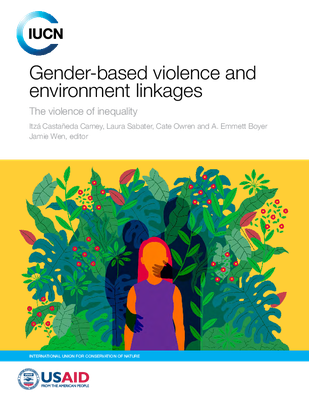 IUCN
Gender-based violence and
environment linkages
The violence of inequality
Itzá Castañeda Camey, Laura Sabater, Cate Owren and A. Emmett Boyer
Jamie Wen, editor
INTERNATIONAL UNION FOR CONSERVATION OF NATURE
USAID
FROM THE AMERICAN PEOPLE